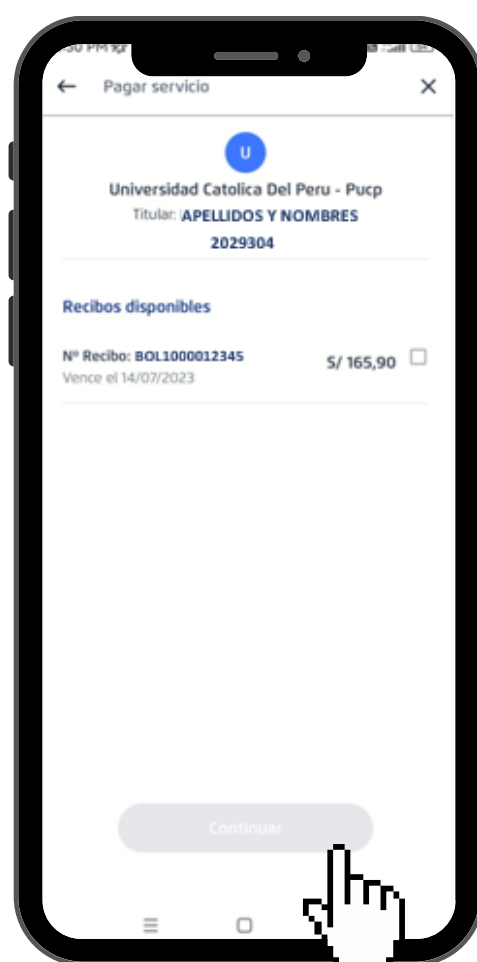 Pagar servicio
U
Universidad Catolica Del Peru - Pucp
Titular: APELLIDOS Y NOMBRES
2029304
Recibos disponibles
Nº Recibo: BOL1000012345 S/ 165,90
Vence el 14/07/2023
Continuar